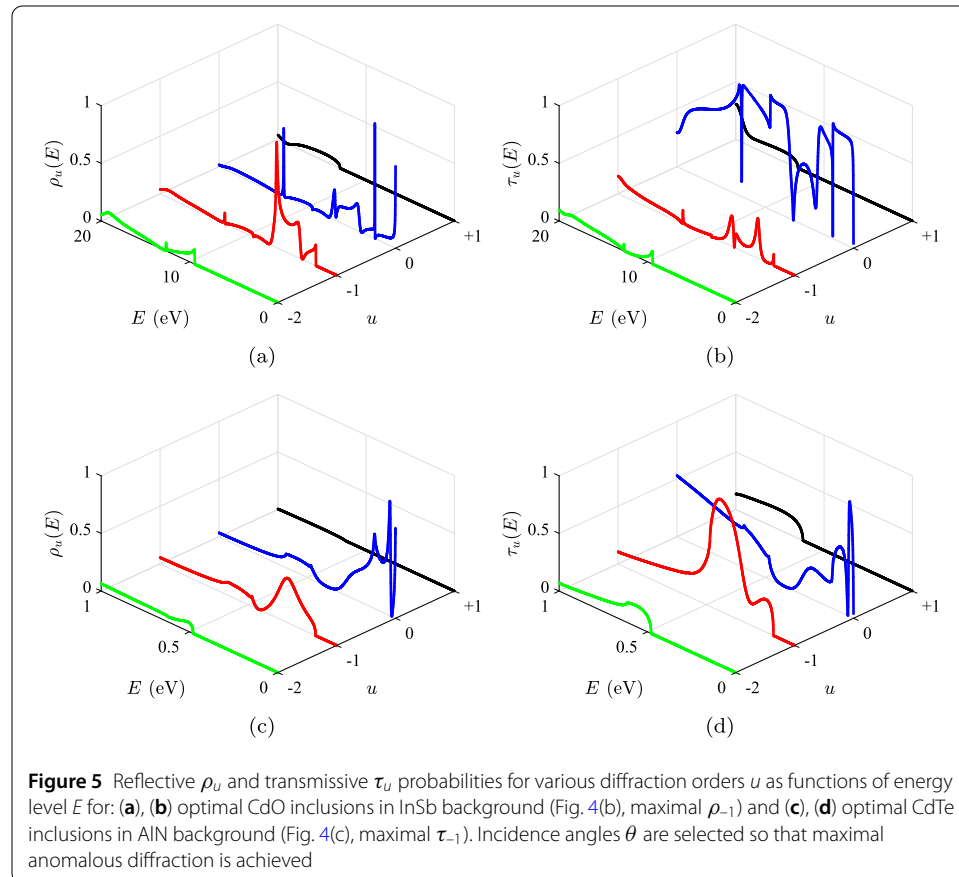 1
0.5
0
ρu(E)
20
10
0
E (eV)
-2
-1
0
+1
u
(a)
1
0.5
0
τu(E)
20
10
0
E (eV)
-2
-1
0
+1
u
(b)
1
0.5
0
ρu(E)
1
0.5
0
E (eV)
-2
-1
0
+1
u
(c)
1
0.5
0
τu(E)
1
0.5
0
E (eV)
-2
-1
0
+1
u
(d)
Figure 5 Reflective ρu and transmissive τu probabilities for various diffraction orders u as functions of energy
level E for: (a), (b) optimal CdO inclusions in InSb background (Fig. 4(b), maximal ρ−1) and (c), (d) optimal CdTe
inclusions in AlN background (Fig. 4(c), maximal τ−1). Incidence angles θ are selected so that maximal
anomalous diffraction is achieved